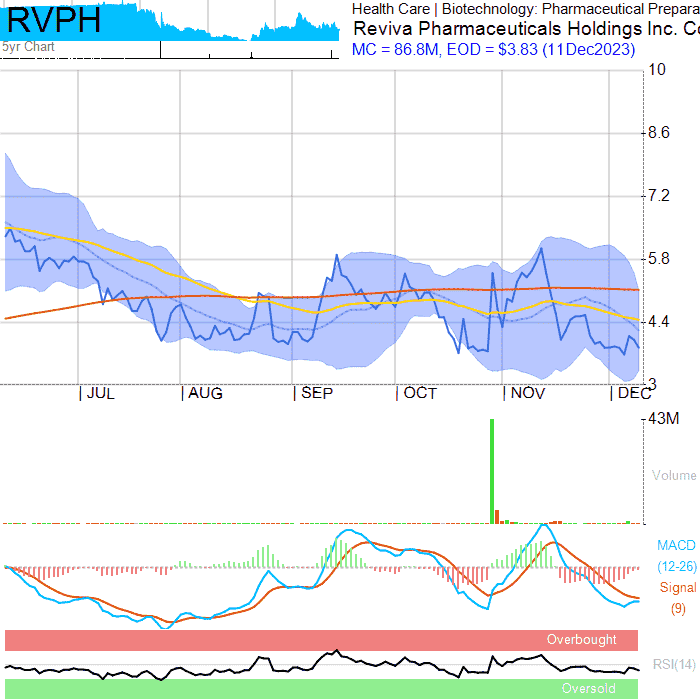 RVPH
5yr Chart
Health Care | Biotechnology: Pharmaceutical Prepara
Reviva Pharmaceuticals Holdings Inc. Co
MC = 86.8M, EOD = $3.83 (11Dec2023)
10
8.6
7.2
5.8
4.4
3
JUL AUG SEP OCT NOV DEC
43M
Volume
MACD
(12-26)
Signal
(9)
Overbought
RSI(14)
Oversold